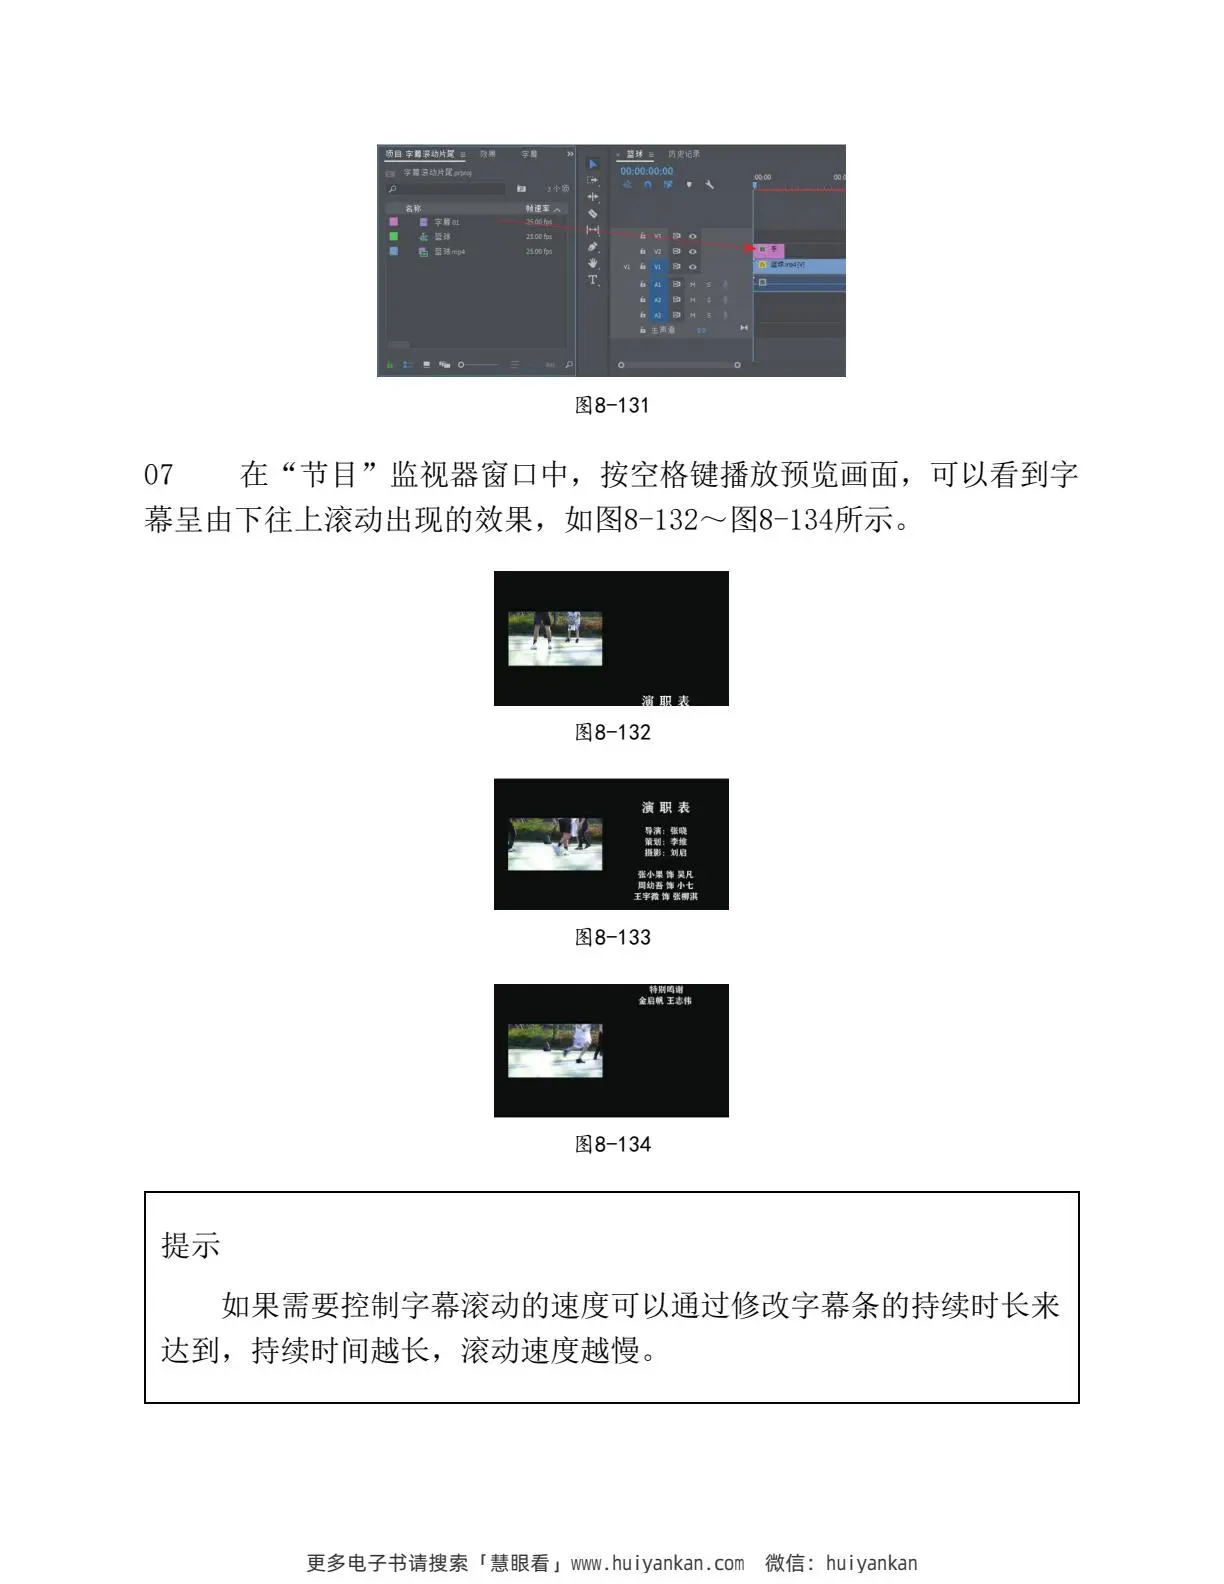 项目: 字幕滚动片尾 ≡ 效果 字幕 »
字幕滚动片尾.prproj
3 个项
名称 帧速率
字幕 01 25.00 fps
篮球 25.00 fps
篮球.mp4 25.00 fps
× 篮球 ≡ 历史记录
00:00:00:00
:00:00 00:0
V3
V2
V1 V1
A1 M S
A2 M S
A3 M S
主声道 0.0
字
篮球.mp4 [V]
图8-131
07 在“节目”监视器窗口中，按空格键播放预览画面，可以看到字
幕呈由下往上滚动出现的效果，如图8-132～图8-134所示。
演 职 表
图8-132
演 职 表
导演：张晓
策划：李维
摄影：刘启
张小果 饰 吴凡
周幼吾 饰 小七
王宇薇 饰 张柳淇
图8-133
特别鸣谢
金启帆 王志伟
图8-134
提示
如果需要控制字幕滚动的速度可以通过修改字幕条的持续时长来
达到，持续时间越长，滚动速度越慢。
更多电子书请搜索「慧眼看」www.huiyankan.com 微信：huiyankan